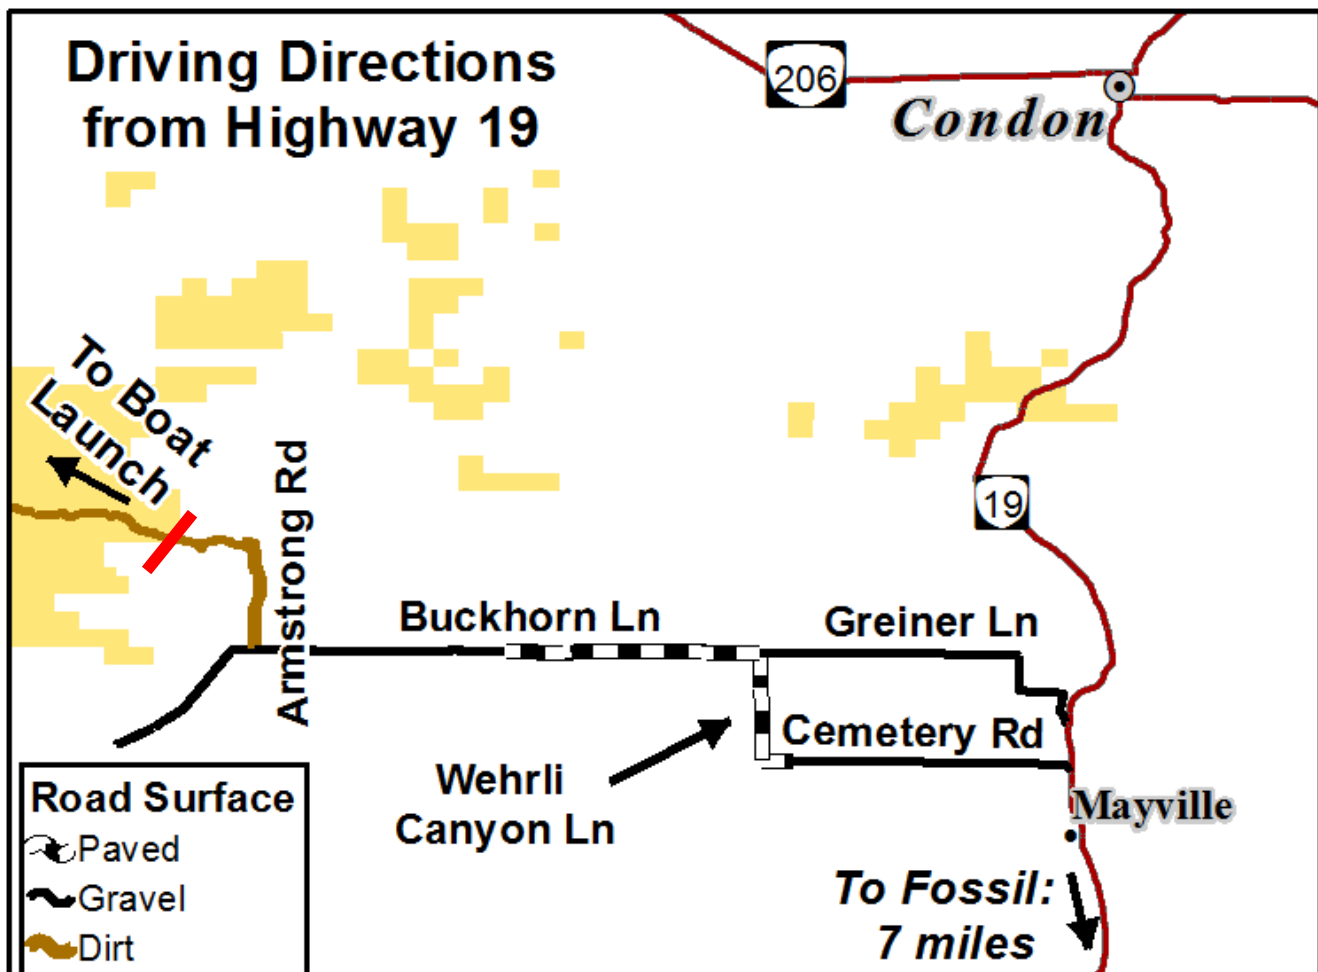 Driving Directions
from Highway 19
206
Condon
To Boat
Launch
Armstrong Rd
19
Buckhorn Ln
Greiner Ln
Cemetery Rd
Wehrli
Canyon Ln
Mayville
To Fossil:
7 miles
Road Surface
Paved
Gravel
Dirt